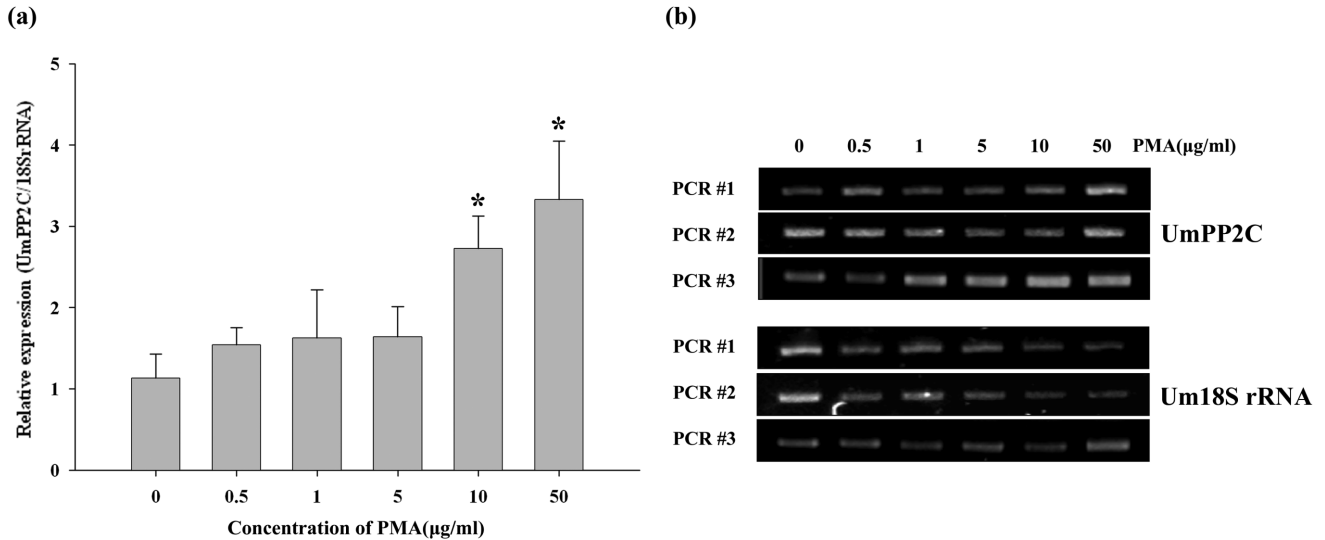 (a)
Relative expression (UmPP2C/18SrRNA)
5
4
3
2
1
0
*
*
0 0.5 1 5 10 50
Concentration of PMA(μg/ml)
(b)
0 0.5 1 5 10 50 PMA(μg/ml)
PCR #1
PCR #2
PCR #3
UmPP2C
PCR #1
PCR #2
PCR #3
Um18S rRNA